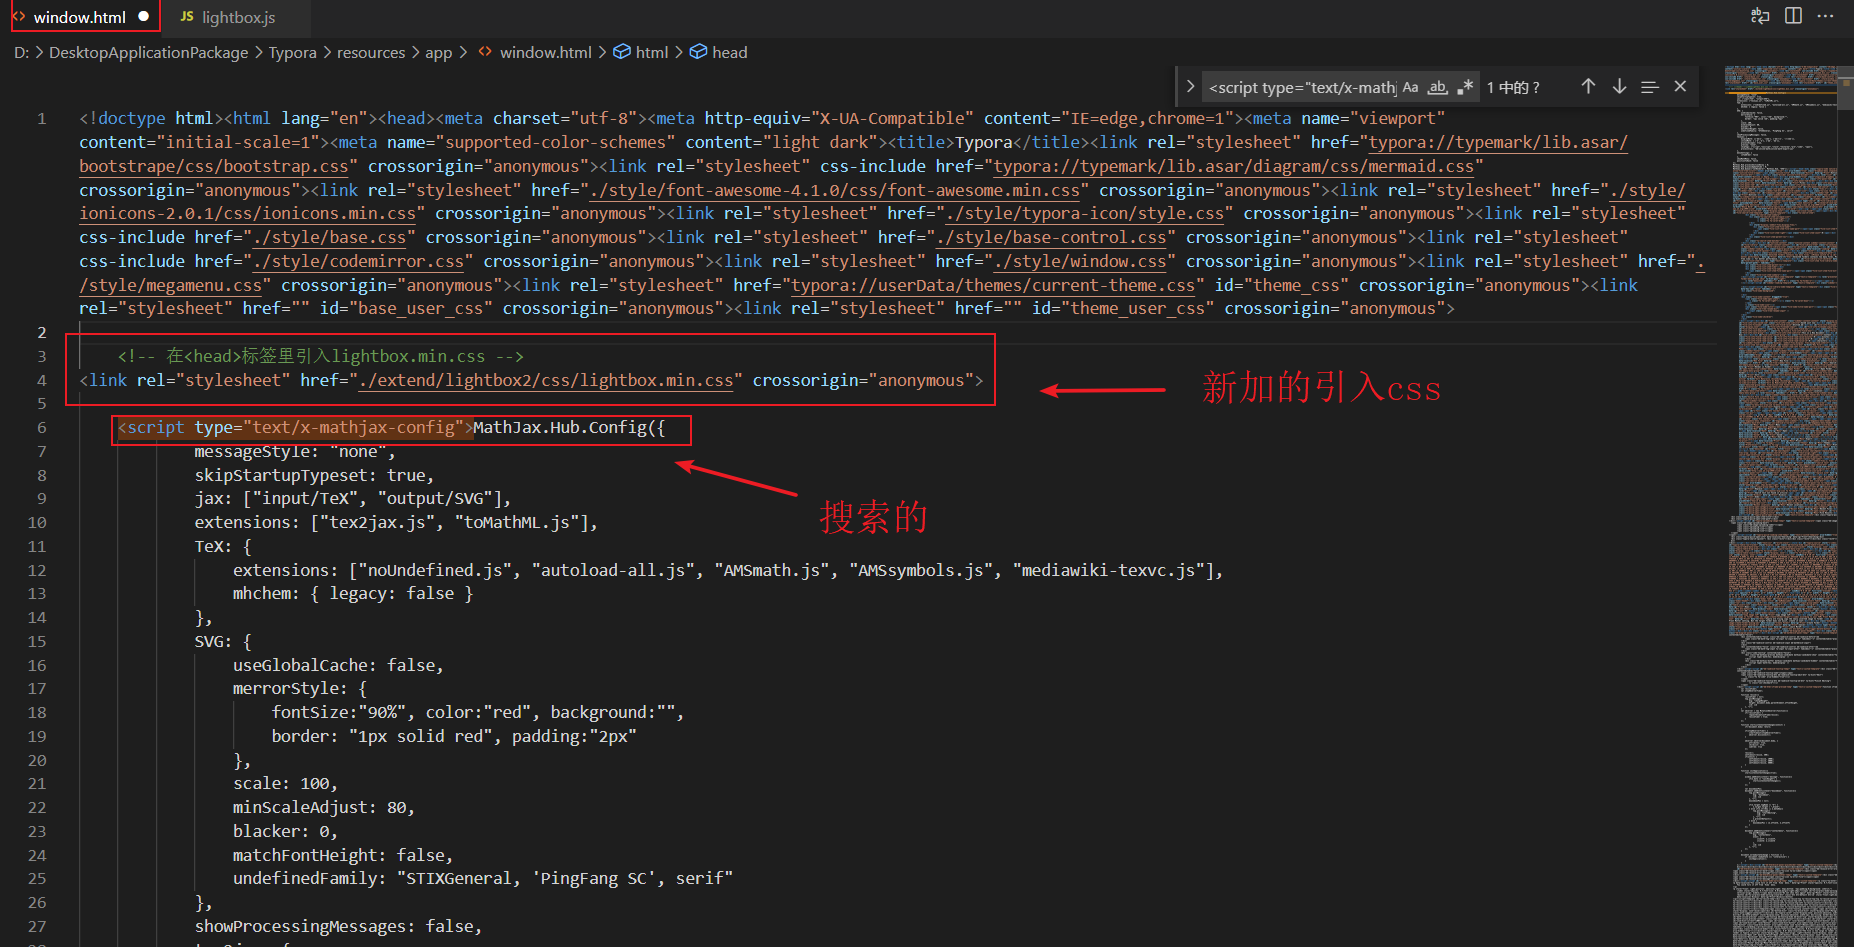 window.html
JS lightbox.js
D: > DesktopApplicationPackage > Typora > resources > app > window.html > html > head
<script type="text/x-mathj Aa ab .* 1 中的 ?
1 <!doctype html><html lang="en"><head><meta charset="utf-8"><meta http-equiv="X-UA-Compatible" content="IE=edge,chrome=1"><meta name="viewport"
content="initial-scale=1"><meta name="supported-color-schemes" content="light dark"><title>Typora</title><link rel="stylesheet" href="typora://typemark/lib.asar/
bootstrape/css/bootstrap.css" crossorigin="anonymous"><link rel="stylesheet" css-include href="typora://typemark/lib.asar/diagram/css/mermaid.css"
crossorigin="anonymous"><link rel="stylesheet" href="./style/font-awesome-4.1.0/css/font-awesome.min.css" crossorigin="anonymous"><link rel="stylesheet" href="./style/
ionicons-2.0.1/css/ionicons.min.css" crossorigin="anonymous"><link rel="stylesheet" href="./style/typora-icon/style.css" crossorigin="anonymous"><link rel="stylesheet"
css-include href="./style/base.css" crossorigin="anonymous"><link rel="stylesheet" href="./style/base-control.css" crossorigin="anonymous"><link rel="stylesheet"
css-include href="./style/codemirror.css" crossorigin="anonymous"><link rel="stylesheet" href="./style/window.css" crossorigin="anonymous"><link rel="stylesheet" href=".
/style/megamenu.css" crossorigin="anonymous"><link rel="stylesheet" href="typora://userData/themes/current-theme.css" id="theme_css" crossorigin="anonymous"><link
rel="stylesheet" href="" id="base_user_css" crossorigin="anonymous"><link rel="stylesheet" href="" id="theme_user_css" crossorigin="anonymous">
2
3 <!-- 在<head>标签里引入lightbox.min.css -->
4 <link rel="stylesheet" href="./extend/lightbox2/css/lightbox.min.css" crossorigin="anonymous">
新加的引入css
5
6 <script type="text/x-mathjax-config">MathJax.Hub.Config({
7 messageStyle: "none",
8 skipStartupTypeset: true,
9 jax: ["input/TeX", "output/SVG"],
搜索的
10 extensions: ["tex2jax.js", "toMathML.js"],
11 TeX: {
12 extensions: ["noUndefined.js", "autoload-all.js", "AMSmath.js", "AMSsymbols.js", "mediawiki-texvc.js"],
13 mhchem: { legacy: false }
14 },
15 SVG: {
16 useGlobalCache: false,
17 merrorStyle: {
18 fontSize:"90%", color:"red", background:"",
19 border: "1px solid red", padding:"2px"
20 },
21 scale: 100,
22 minScaleAdjust: 80,
23 blacker: 0,
24 matchFontHeight: false,
25 undefinedFamily: "STIXGeneral, 'PingFang SC', serif"
26 },
27 showProcessingMessages: false,